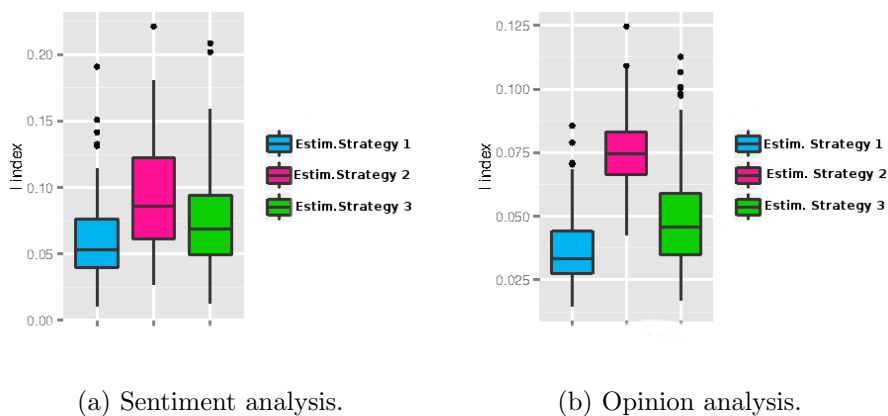 0.20
0.15
0.10
0.05
0.00
I index
Estim.Strategy 1
Estim.Strategy 2
Estim.Strategy 3
(a) Sentiment analysis.
0.125
0.100
0.075
0.050
0.025
I index
Estim. Strategy 1
Estim. Strategy 2
Estim. Strategy 3
(b) Opinion analysis.